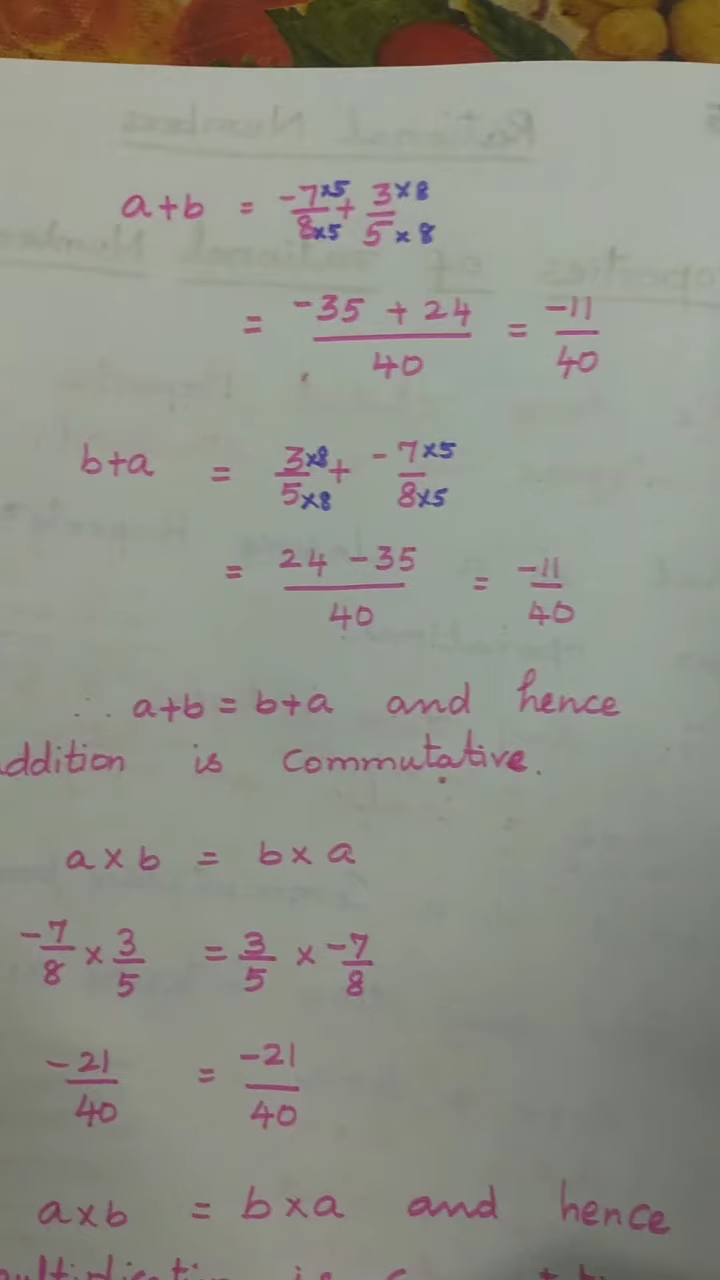 a+b = -7×5/8×5 + 3×8/5×8
= -35 + 24/40 = -11/40
b+a = 3×8/5×8 + -7×5/8×5
= 24 - 35/40 = -11/40
∴ a+b = b+a and hence
ddition is commutative.
a × b = b × a
-7/8 × 3/5 = 3/5 × -7/8
-21/40 = -21/40
a×b = b×a and hence